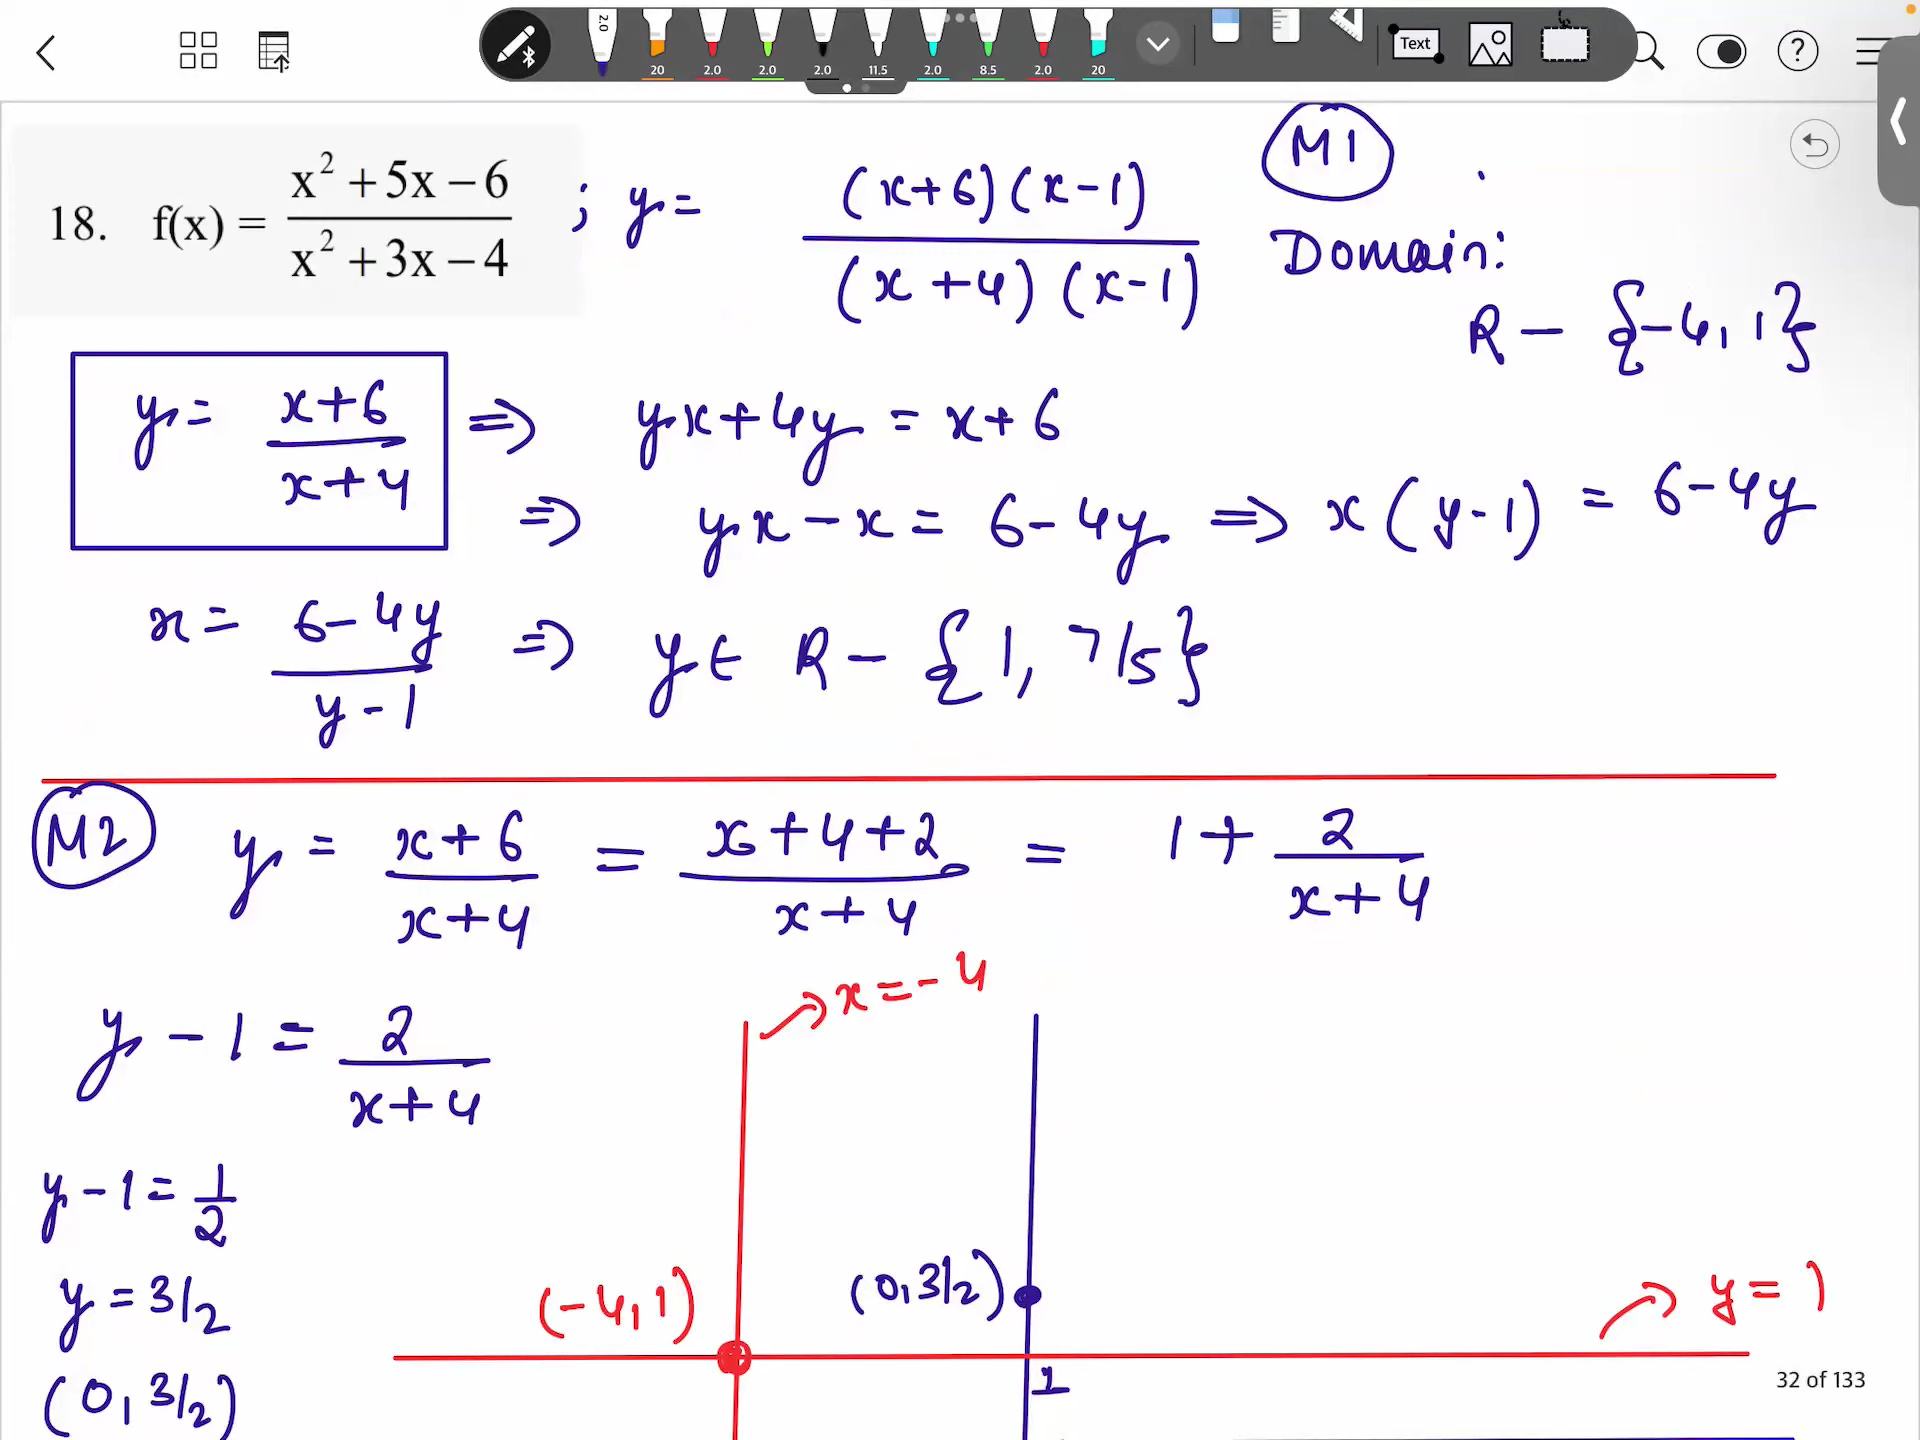 2.0
20 2.0 2.0 2.0 11.5 2.0 8.5 2.0 20
Text
?
M1
18. f(x) = (x² + 5x − 6)/(x² + 3x − 4) ; y = ((x+6)(x−1))/((x+4)(x−1))
Domain:
R − {−4, 1}
y = (x+6)/(x+4) ⇒ yx+4y = x+6
⇒ yx − x = 6−4y ⇒ x(y−1) = 6−4y
x = (6−4y)/(y−1) ⇒ y ∈ R − {1, 7/5}
M2 y = (x+6)/(x+4) = (x+4+2)/(x+4) = 1 + 2/(x+4)
→ x = −4
y − 1 = 2/(x+4)
y − 1 = 1/2
(−4, 1) (0, 3/2) → y = 1
y = 3/2
1
32 of 133
(0, 3/2)